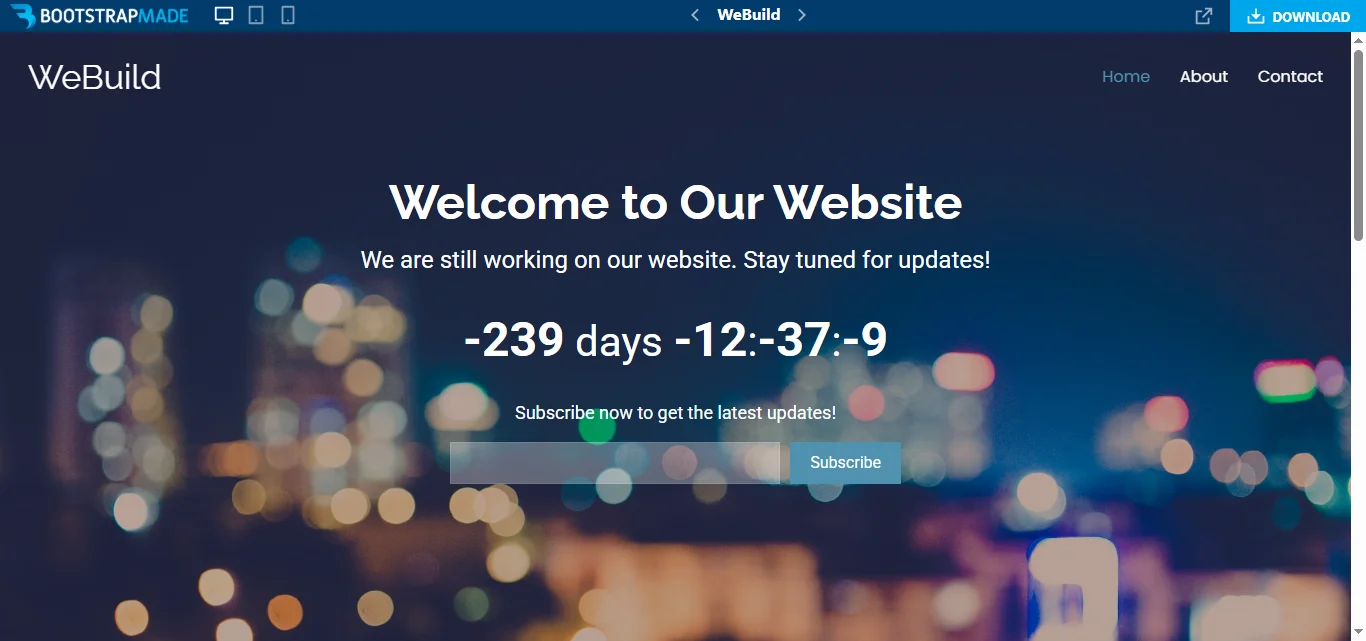 BOOTSTRAPMADE
WeBuild
DOWNLOAD
WeBuild
Home
About
Contact
Welcome to Our Website
We are still working on our website. Stay tuned for updates!
-239 days -12:-37:-9
Subscribe now to get the latest updates!
Subscribe